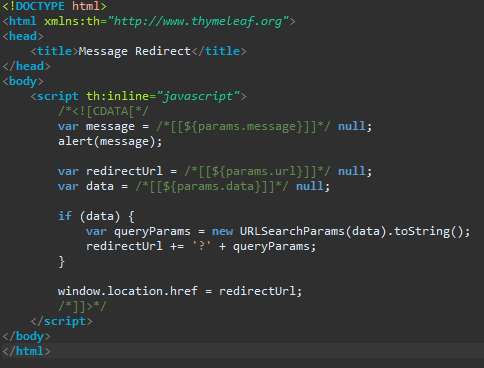 <!DOCTYPE html>
<html xmlns:th="http://www.thymeleaf.org">
<head>
    <title>Message Redirect</title>
</head>
<body>
    <script th:inline="javascript">
        /*<![CDATA[*/
        var message = /*[[${params.message}]]*/ null;
        alert(message);

        var redirectUrl = /*[[${params.url}]]*/ null;
        var data = /*[[${params.data}]]*/ null;

        if (data) {
            var queryParams = new URLSearchParams(data).toString();
            redirectUrl += '?' + queryParams;
        }

        window.location.href = redirectUrl;
        /*]]>*/
    </script>
</body>
</html>